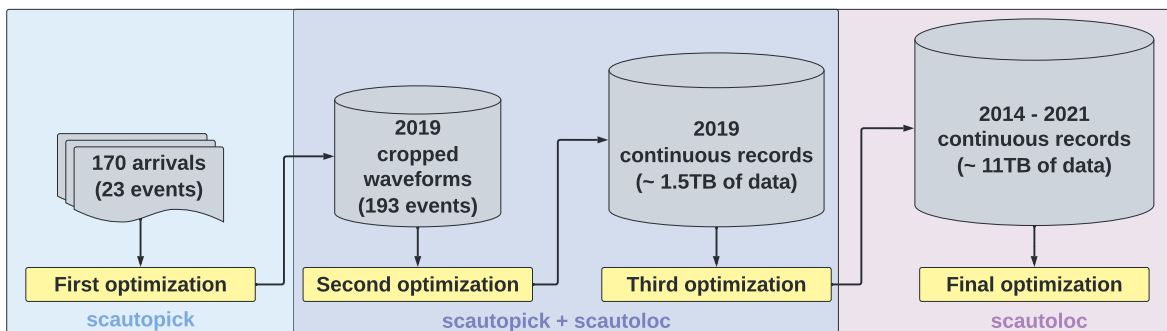 170 arrivals
(23 events)
First optimization
scautopick
2019
cropped
waveforms
(193 events)
Second optimization
2019
continuous records
(~ 1.5TB of data)
Third optimization
scautopick + scautoloc
2014 - 2021
continuous records
(~ 11TB of data)
Final optimization
scautoloc